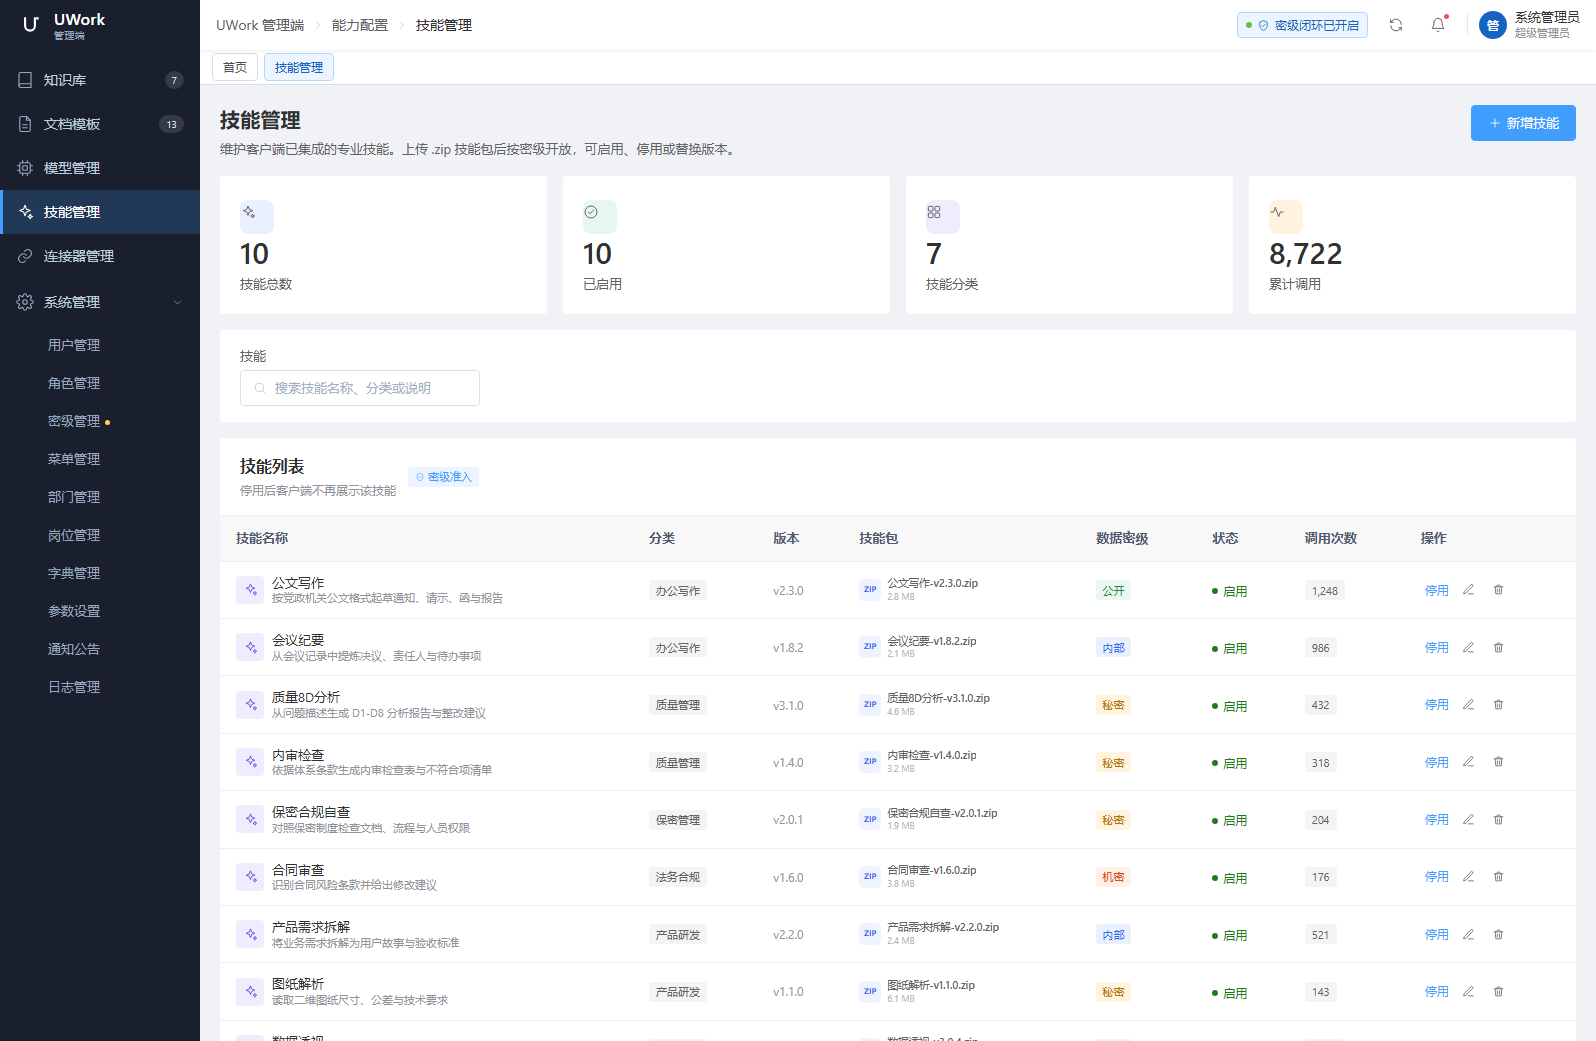 UWork
管理端
知识库 7
文档模板 13
模型管理
技能管理
连接器管理
系统管理
用户管理
角色管理
密级管理
菜单管理
部门管理
岗位管理
字典管理
参数设置
通知公告
日志管理
UWork 管理端 能力配置 技能管理
密级闭环已开启
管
系统管理员
超级管理员
首页 技能管理
技能管理
维护客户端已集成的专业技能。上传 .zip 技能包后按密级开放，可启用、停用或替换版本。
新增技能
10
技能总数
10
已启用
7
技能分类
8,722
累计调用
技能
搜索技能名称、分类或说明
技能列表
停用后客户端不再展示该技能
密级准入
技能名称 分类 版本 技能包 数据密级 状态 调用次数 操作
公文写作
按党政机关公文格式起草通知、请示、函与报告
办公写作 v2.3.0 ZIP 公文写作-v2.3.0.zip
2.8 MB
公开 启用 1,248 停用
会议纪要
从会议记录中提炼决议、责任人与待办事项
办公写作 v1.8.2 ZIP 会议纪要-v1.8.2.zip
2.1 MB
内部 启用 986 停用
质量8D分析
从问题描述生成 D1-D8 分析报告与整改建议
质量管理 v3.1.0 ZIP 质量8D分析-v3.1.0.zip
4.6 MB
秘密 启用 432 停用
内审检查
依据体系条款生成内审检查表与不符合项清单
质量管理 v1.4.0 ZIP 内审检查-v1.4.0.zip
3.2 MB
秘密 启用 318 停用
保密合规自查
对照保密制度检查文档、流程与人员权限
保密管理 v2.0.1 ZIP 保密合规自查-v2.0.1.zip
1.9 MB
秘密 启用 204 停用
合同审查
识别合同风险条款并给出修改建议
法务合规 v1.6.0 ZIP 合同审查-v1.6.0.zip
3.8 MB
机密 启用 176 停用
产品需求拆解
将业务需求拆解为用户故事与验收标准
产品研发 v2.2.0 ZIP 产品需求拆解-v2.2.0.zip
2.4 MB
内部 启用 521 停用
图纸解析
读取二维图纸尺寸、公差与技术要求
产品研发 v1.1.0 ZIP 图纸解析-v1.1.0.zip
6.1 MB
秘密 启用 143 停用